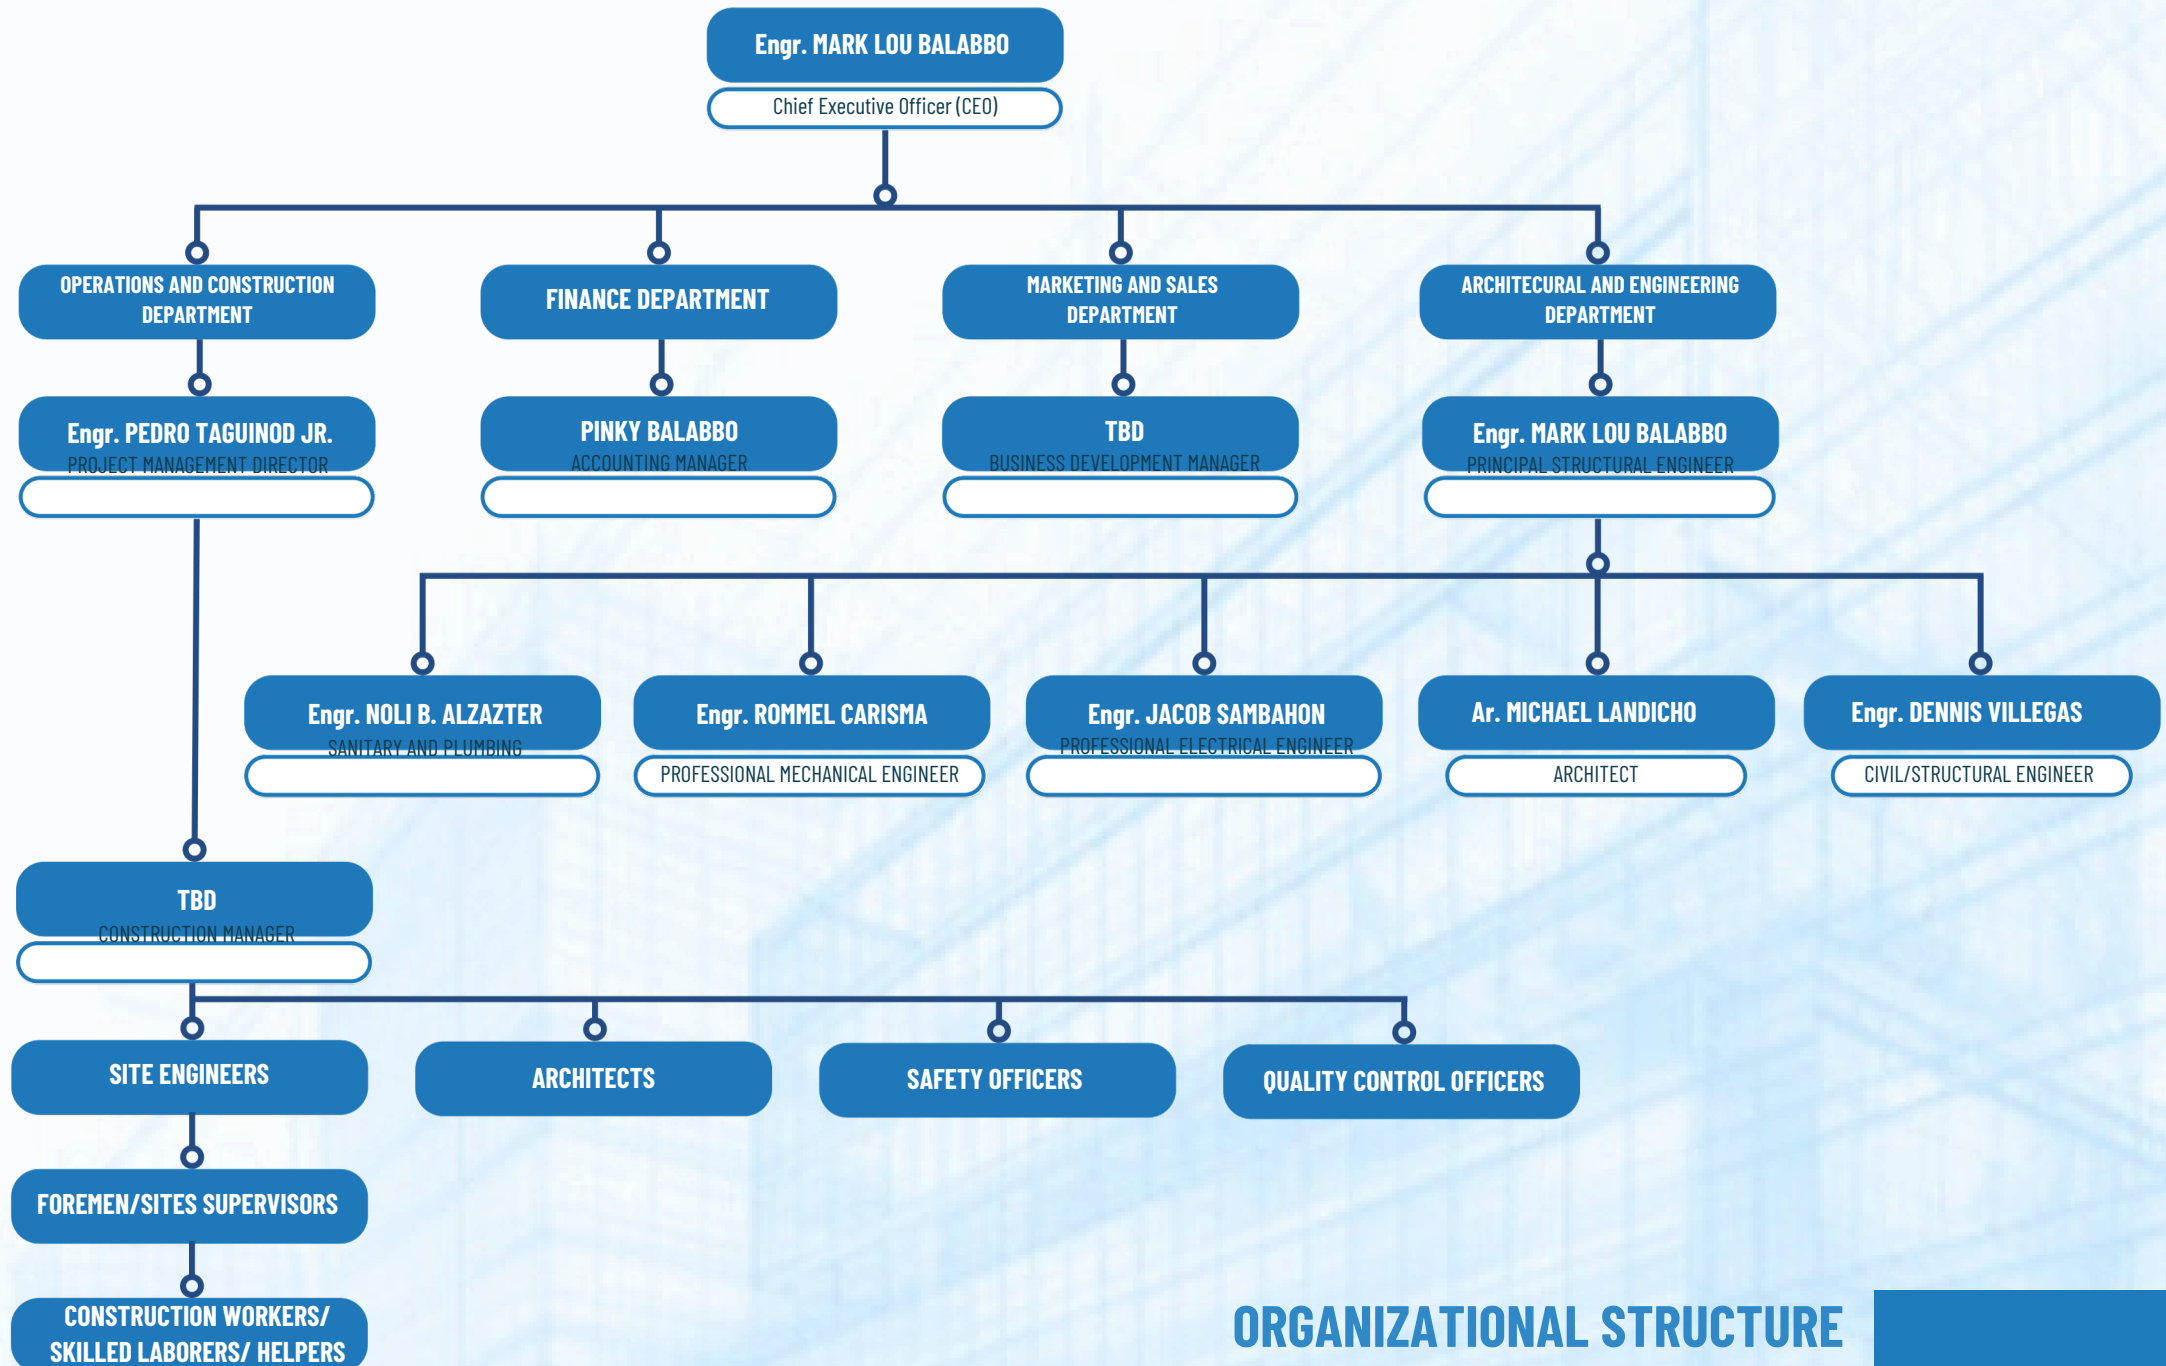 Engr. MARK LOU BALABBO
Chief Executive Officer (CEO)
OPERATIONS AND CONSTRUCTION
DEPARTMENT
FINANCE DEPARTMENT
MARKETING AND SALES
DEPARTMENT
ARCHITECURAL AND ENGINEERING
DEPARTMENT
Engr. PEDRO TAGUINOD JR.
PROJECT MANAGEMENT DIRECTOR
PINKY BALABBO
ACCOUNTING MANAGER
TBD
BUSINESS DEVELOPMENT MANAGER
Engr. MARK LOU BALABBO
PRINCIPAL STRUCTURAL ENGINEER
Engr. NOLI B. ALZAZTER
SANITARY AND PLUMBING
Engr. ROMMEL CARISMA
PROFESSIONAL MECHANICAL ENGINEER
Engr. JACOB SAMBAHON
PROFESSIONAL ELECTRICAL ENGINEER
Ar. MICHAEL LANDICHO
ARCHITECT
Engr. DENNIS VILLEGAS
CIVIL/STRUCTURAL ENGINEER
TBD
CONSTRUCTION MANAGER
SITE ENGINEERS
ARCHITECTS
SAFETY OFFICERS
QUALITY CONTROL OFFICERS
FOREMEN/SITES SUPERVISORS
CONSTRUCTION WORKERS/
SKILLED LABORERS/ HELPERS
ORGANIZATIONAL STRUCTURE